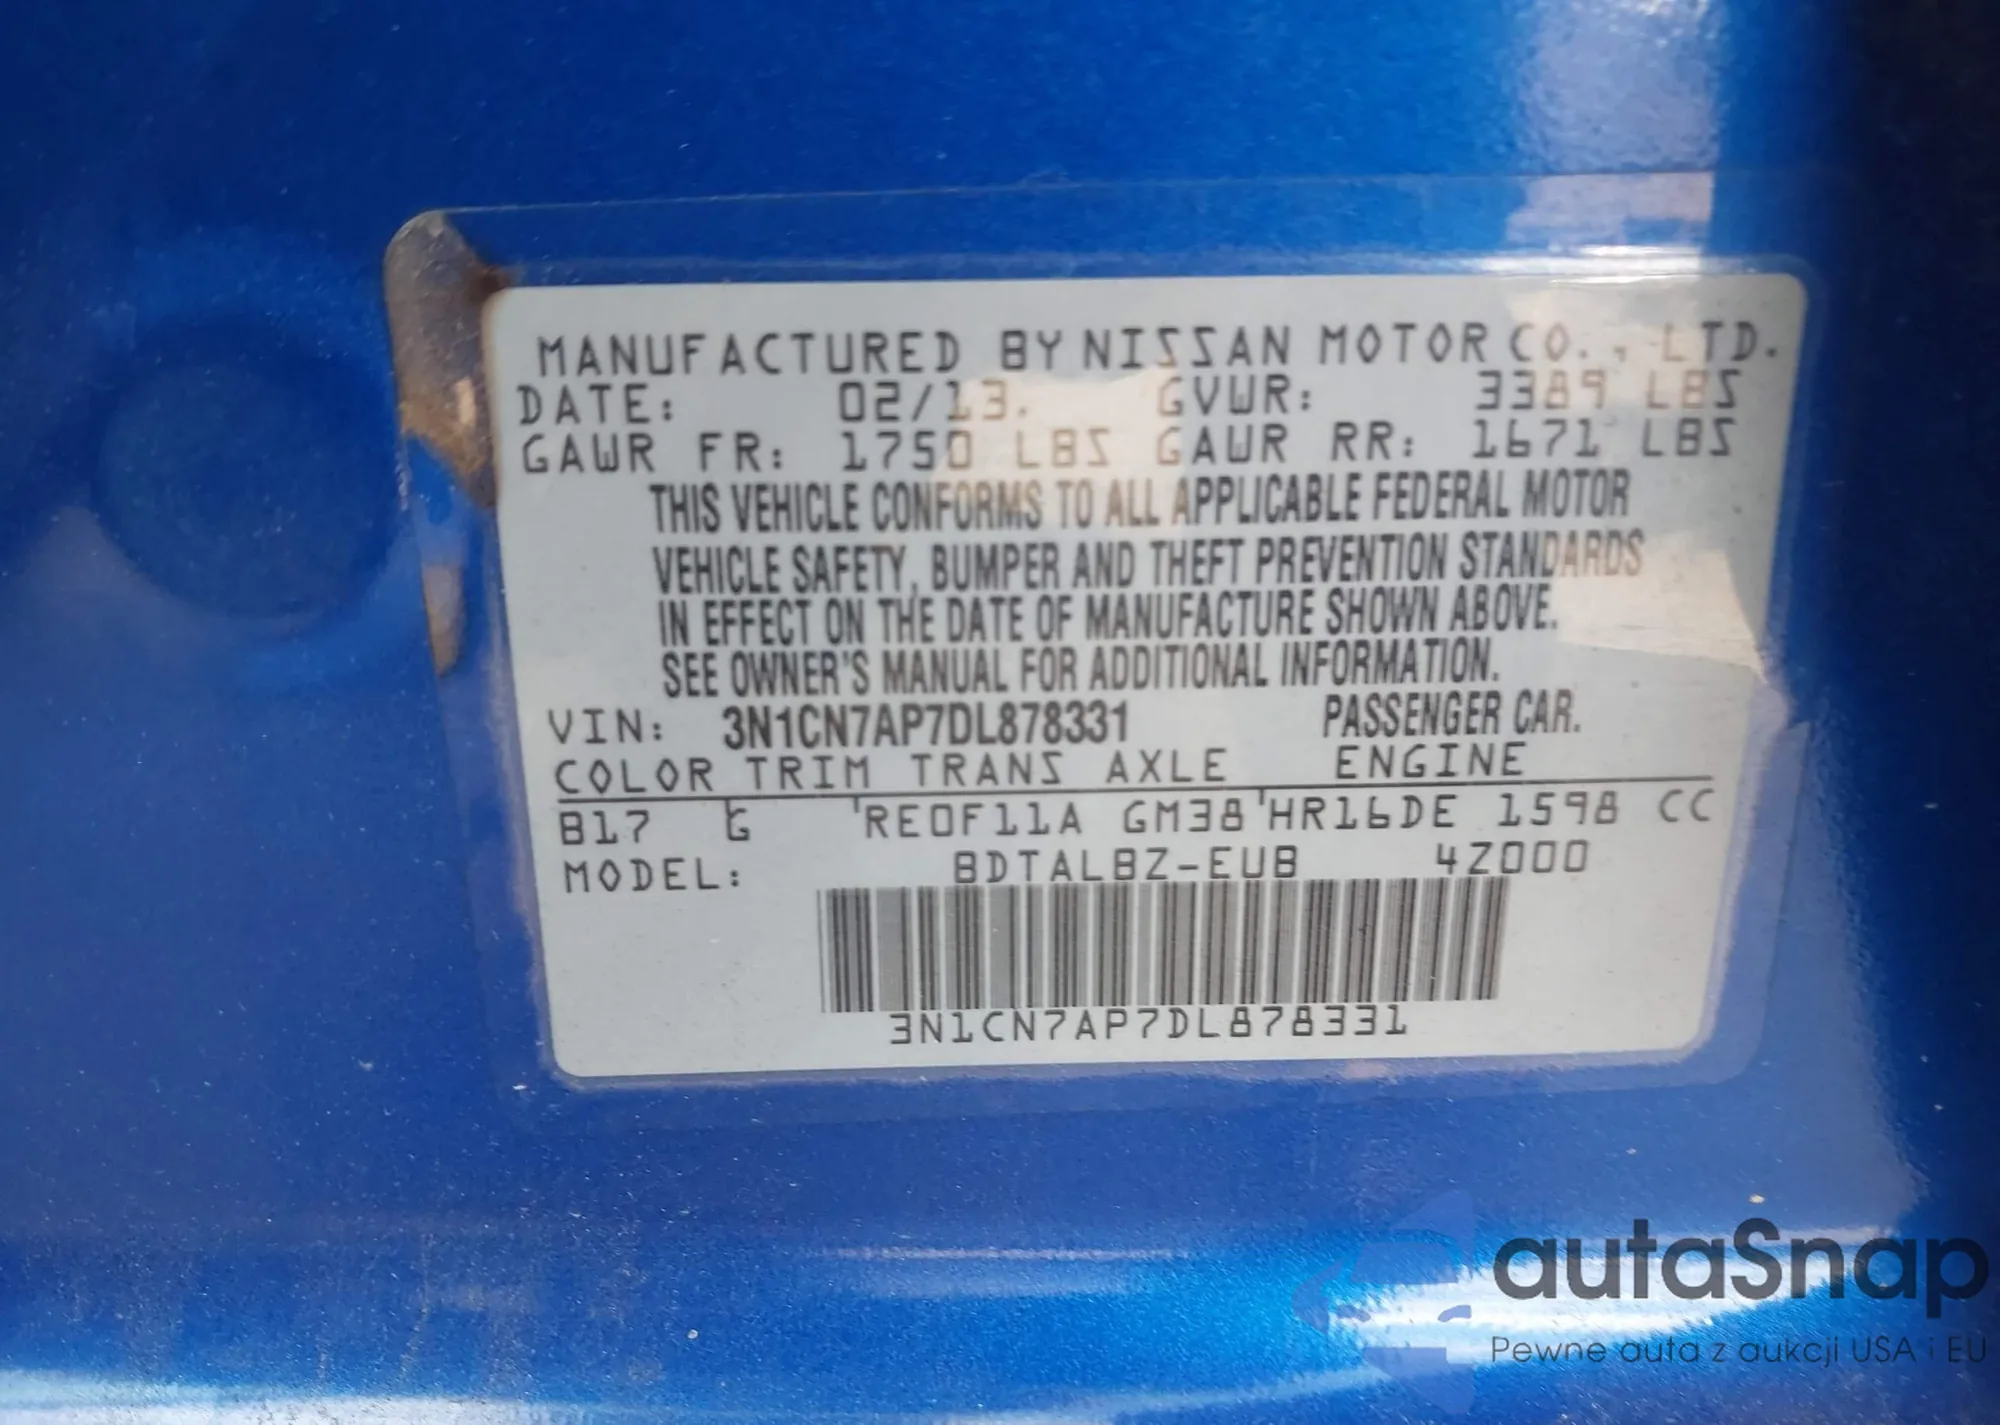 MANUFACTURED BY NISSAN MOTOR CO., LTD.
DATE: 02/13. GVWR: 3389 LBS
GAWR FR: 1750 LBS GAWR RR: 1671 LBS
THIS VEHICLE CONFORMS TO ALL APPLICABLE FEDERAL MOTOR
VEHICLE SAFETY, BUMPER AND THEFT PREVENTION STANDARDS
IN EFFECT ON THE DATE OF MANUFACTURE SHOWN ABOVE.
SEE OWNER'S MANUAL FOR ADDITIONAL INFORMATION.
VIN: 3N1CN7AP7DL878331 PASSENGER CAR.
COLOR TRIM TRANS AXLE ENGINE
B17 G RE0F11A GM38 HR16DE 1598 CC
MODEL: BDTALBZ-EUB 4Z000
3N1CN7AP7DL878331
autaSnap
Pewne auta z aukcji USA i EU